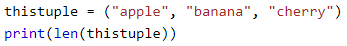 thistuple = ("apple", "banana", "cherry")
print(len(thistuple))